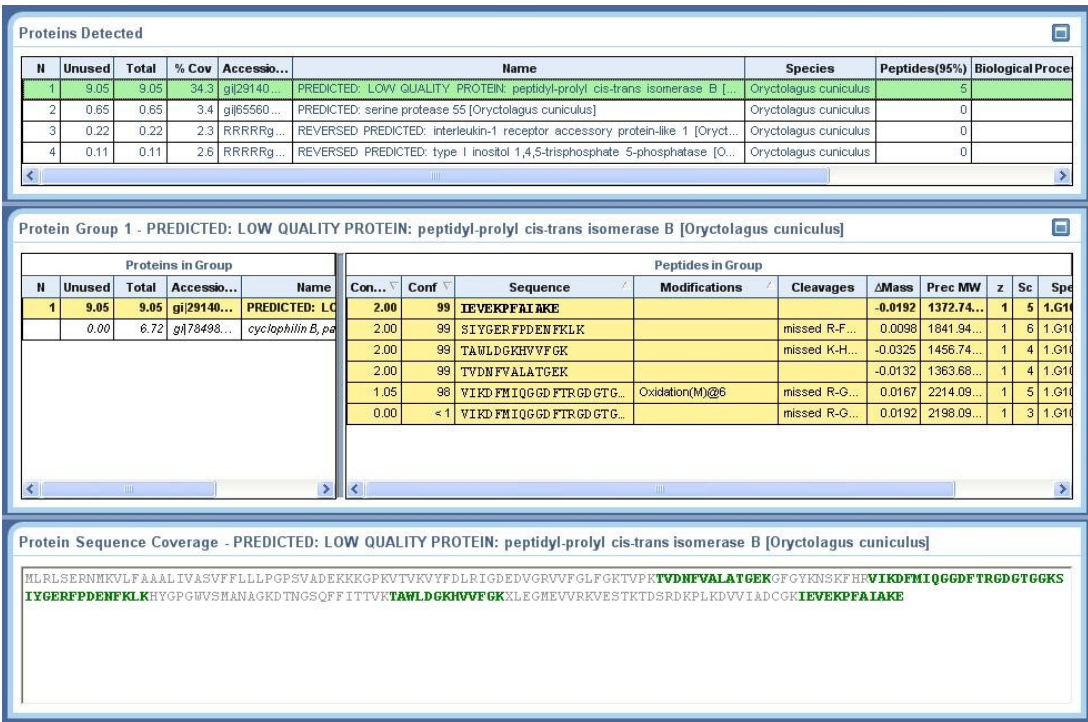 Proteins Detected
N Unused Total % Cov Accessio... Name Species Peptides(95%) Biological Proce
1 9.05 9.05 34.3 gi|29140... PREDICTED: LOW QUALITY PROTEIN: peptidyl-prolyl cis-trans isomerase B [... Oryctolagus cuniculus 5
2 0.65 0.65 3.4 gi|65560... PREDICTED: serine protease 55 [Oryctolagus cuniculus] Oryctolagus cuniculus 0
3 0.22 0.22 2.3 RRRRRg... REVERSED PREDICTED: interleukin-1 receptor accessory protein-like 1 [Oryct... Oryctolagus cuniculus 0
4 0.11 0.11 2.6 RRRRRg... REVERSED PREDICTED: type I inositol 1,4,5-trisphosphate 5-phosphatase [O... Oryctolagus cuniculus 0
Protein Group 1 - PREDICTED: LOW QUALITY PROTEIN: peptidyl-prolyl cis-trans isomerase B [Oryctolagus cuniculus]
Proteins in Group Peptides in Group
N Unused Total Accessio... Name Con... Conf Sequence Modifications Cleavages ΔMass Prec MW z Sc Spe
1 9.05 9.05 gi|29140... PREDICTED: LO 2.00 99 IEVEKPFAIAKE -0.0192 1372.74... 1 5 1.G10
0.00 6.72 gi|78498... cyclophilin B, pa 2.00 99 SIYGERFPDENFKLK missed R-F... 0.0098 1841.94... 1 6 1.G10
2.00 99 TAWLDGKHVVFGK missed K-H... -0.0325 1456.74... 1 4 1.G10
2.00 99 TVDNFVALATGEK -0.0132 1363.68... 1 4 1.G10
1.05 98 VIKDFMIQGGDFTRGDGTG... Oxidation(M)@6 missed R-G... 0.0167 2214.09... 1 5 1.G10
0.00 <1 VIKDFMIQGGDFTRGDGTG... missed R-G... 0.0192 2198.09... 1 3 1.G10
Protein Sequence Coverage - PREDICTED: LOW QUALITY PROTEIN: peptidyl-prolyl cis-trans isomerase B [Oryctolagus cuniculus]
MLRLSERNMKVLFAAALIVASVFFLLLPGPSVADEKKKGPKVTVKVYFDLRIGDEDVGRVVFGLFGKTVPKTVDNFVALATGEKGFGYKNSKFHRVIKDFMIQGGDFTRGDGTGGKS
IYGERFPDENFKLKHYGPGWVSMANAGKDTNGSQFFITTVKTAWLDGKHVVFGKXLEGMEVVRKVESTKTDSRDKPLKDVVIADCGKIEVEKPFAIAKE